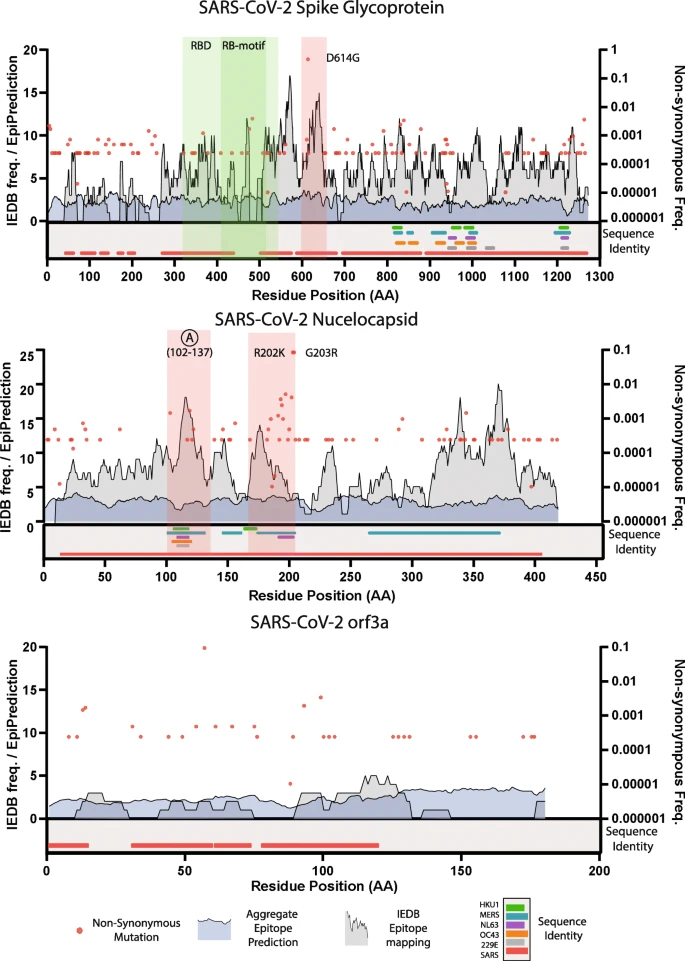 SARS-CoV-2 Spike Glycoprotein
IEDB freq. / EpiPrediction
Non-synonymous Freq.
20
15
10
5
0
RBD
RB-motif
D614G
1
0.1
0.01
0.001
0.0001
0.00001
0.000001
Sequence
Identity
0 100 200 300 400 500 600 700 800 900 1000 1100 1200 1300
Residue Position (AA)
SARS-CoV-2 Nucelocapsid
IEDB freq. / EpiPrediction
Non-synonymous Freq.
25
20
15
10
5
0
A
(102-137)
R202K
G203R
0.1
0.01
0.001
0.0001
0.00001
0.000001
Sequence
Identity
0 50 100 150 200 250 300 350 400 450
Residue Position (AA)
SARS-CoV-2 orf3a
IEDB freq. / EpiPrediction
Non-synonymous Freq.
20
15
10
5
0
0.1
0.01
0.001
0.0001
0.00001
0.000001
Sequence
Identity
0 50 100 150 200
Residue Position (AA)
Non-Synonymous
Mutation
Aggregate
Epitope
Prediction
IEDB
Epitope
mapping
HKU1
MERS
NL63
OC43
229E
SARS
Sequence
Identity